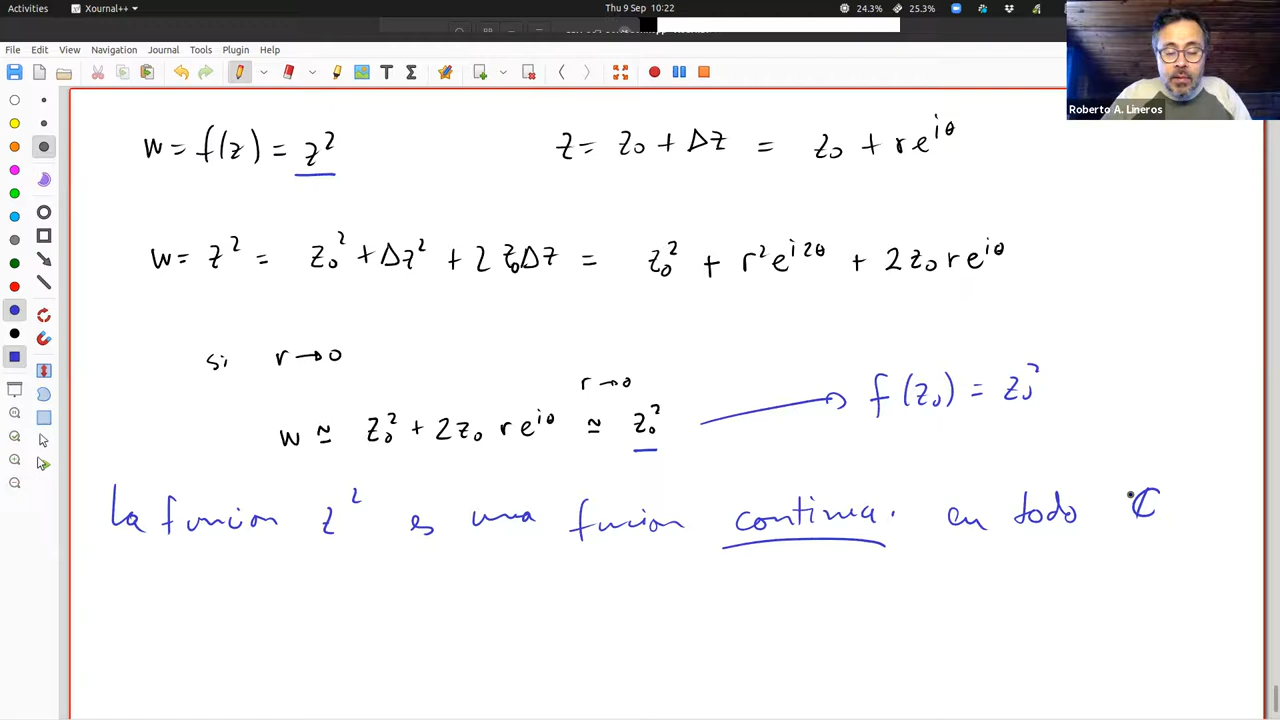 Activities Xournal++ Thu 9 Sep 10:22 24.3% 25.3%
File Edit View Navigation Journal Tools Plugin Help
Roberto A. Lineros
w = f(z) = z² z = z₀ + Δz = z₀ + re^{iθ}
w = z² = z₀² + Δz² + 2 z₀Δz = z₀² + r²e^{i2θ} + 2z₀re^{iθ}
si r→0
r→0
w ≅ z₀² + 2z₀ re^{iθ} ≅ z₀² → f(z₀) = z₀²
La funcion z² es una funcion continua. en todo ℂ